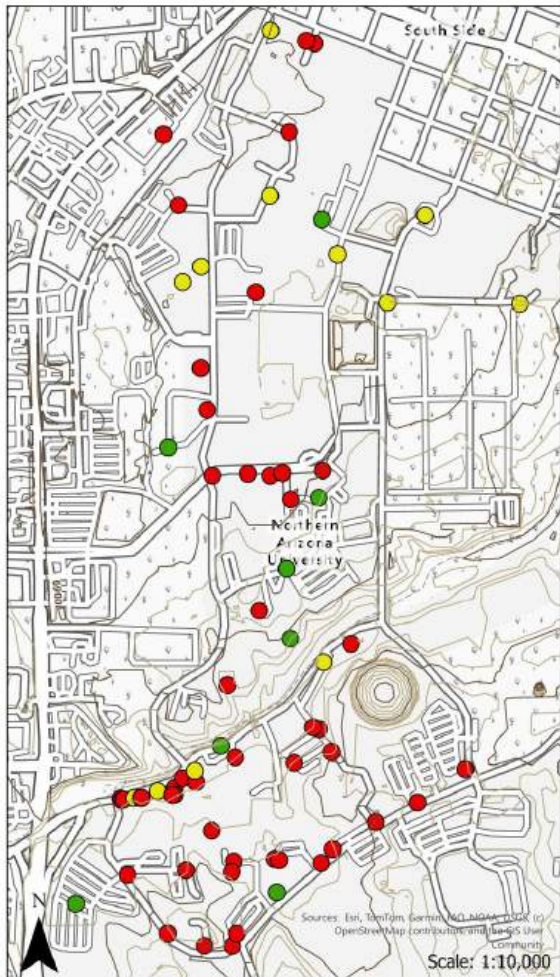 South Side
Northern
Arizona
University
N
Sources: Esri, TomTom, Garmin, FAO, NOAA, USGS, (c)
OpenStreetMap contributors, and the GIS User
Community
Scale: 1:10,000